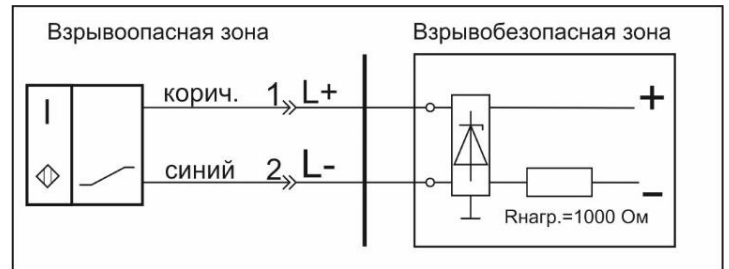 Взрывоопасная зона
Взрывобезопасная зона
I
корич.
1
L+
+
синий
2
L-
−
Rнагр.=1000 Ом